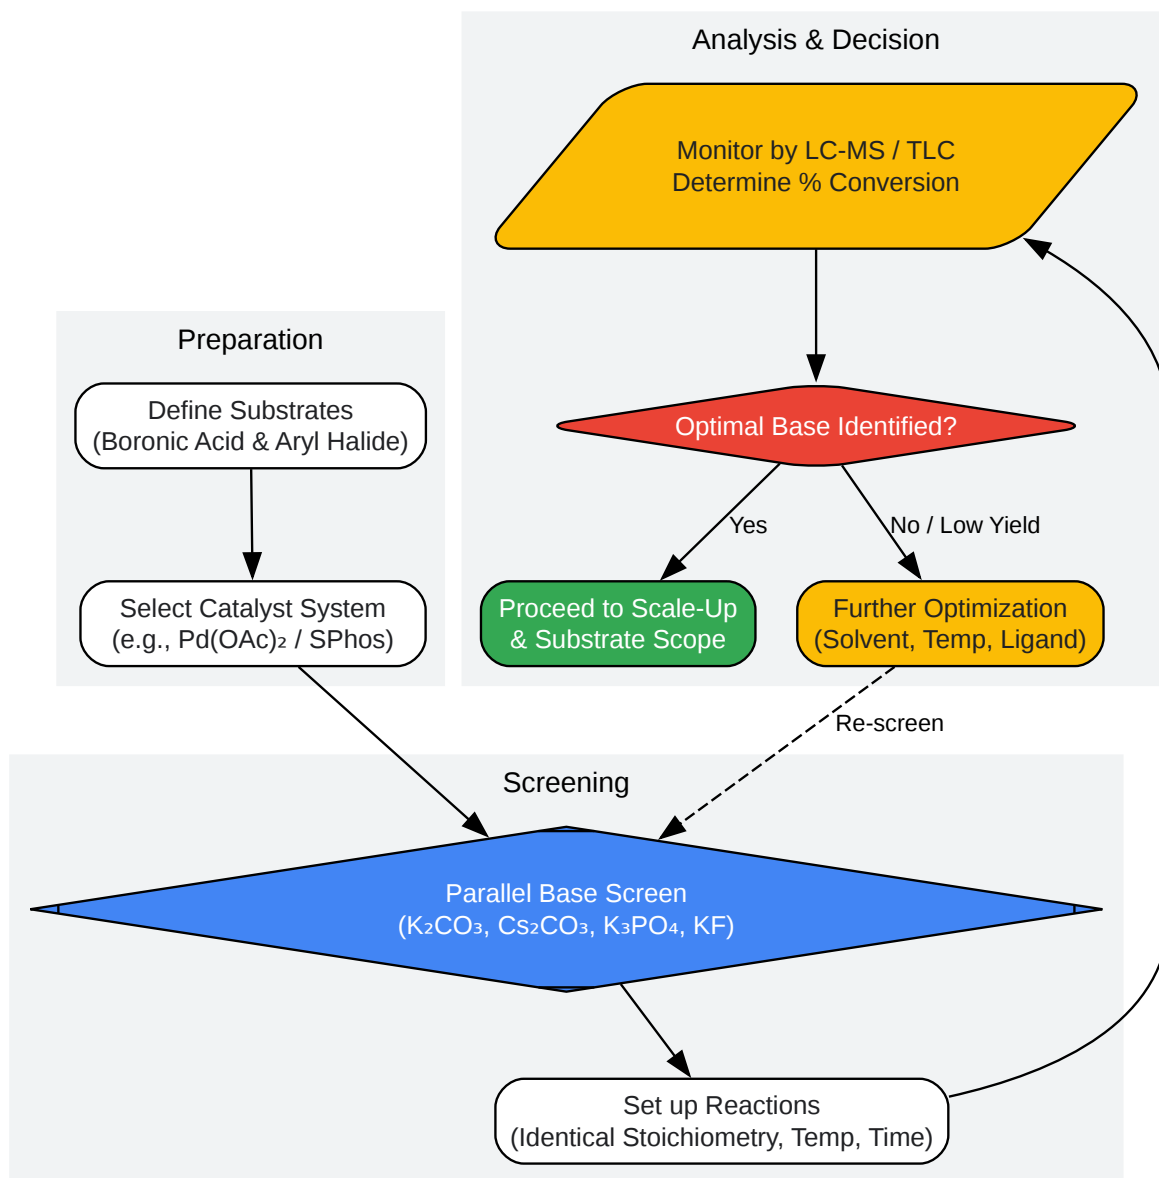 Analysis & Decision
Monitor by LC-MS / TLC
Determine % Conversion
Preparation
Define Substrates
(Boronic Acid & Aryl Halide)
Optimal Base Identified?
Yes
No / Low Yield
Select Catalyst System
(e.g., Pd(OAc)₂ / SPhos)
Proceed to Scale-Up
& Substrate Scope
Further Optimization
(Solvent, Temp, Ligand)
Re-screen
Screening
Parallel Base Screen
(K₂CO₃, Cs₂CO₃, K₃PO₄, KF)
Set up Reactions
(Identical Stoichiometry, Temp, Time)